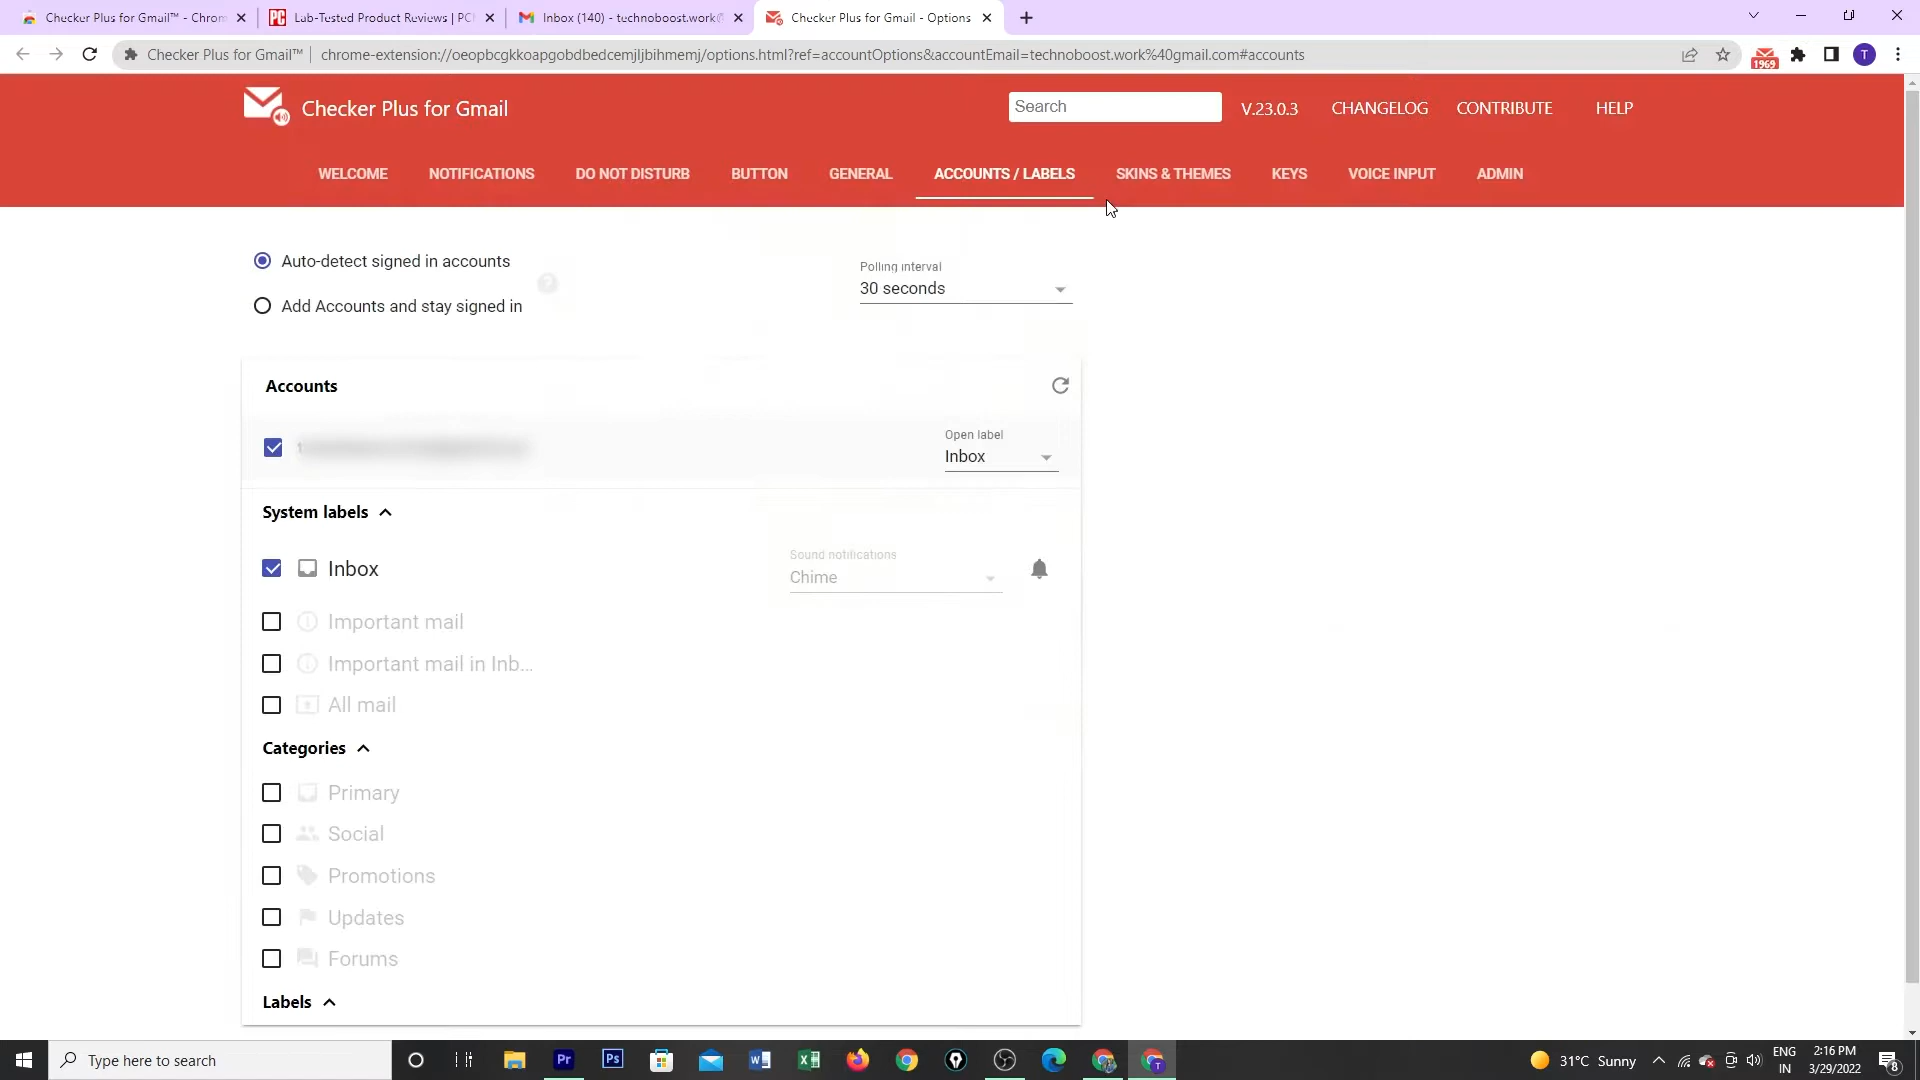 Checker Plus for Gmail™ - Chrom
Lab-Tested Product Reviews | PCM
Inbox (140) - technoboost.work@
Checker Plus for Gmail - Options
Checker Plus for Gmail™ | chrome-extension://oeopbcgkkoapgobdbedcemjljbihmemj/options.html?ref=accountOptions&accountEmail=technoboost.work%40gmail.com#accounts
1969
T
Checker Plus for Gmail
Search
V.23.0.3
CHANGELOG
CONTRIBUTE
HELP
WELCOME
NOTIFICATIONS
DO NOT DISTURB
BUTTON
GENERAL
ACCOUNTS / LABELS
SKINS & THEMES
KEYS
VOICE INPUT
ADMIN
Auto-detect signed in accounts
Add Accounts and stay signed in
?
Polling interval
30 seconds
Accounts
Open label
Inbox
System labels
Inbox
Sound notifications
Chime
Important mail
Important mail in Inb...
All mail
Categories
Primary
Social
Promotions
Updates
Forums
Labels
Type here to search
Pr
Ps
T
31°C Sunny
ENG
IN
2:16 PM
3/29/2022
8